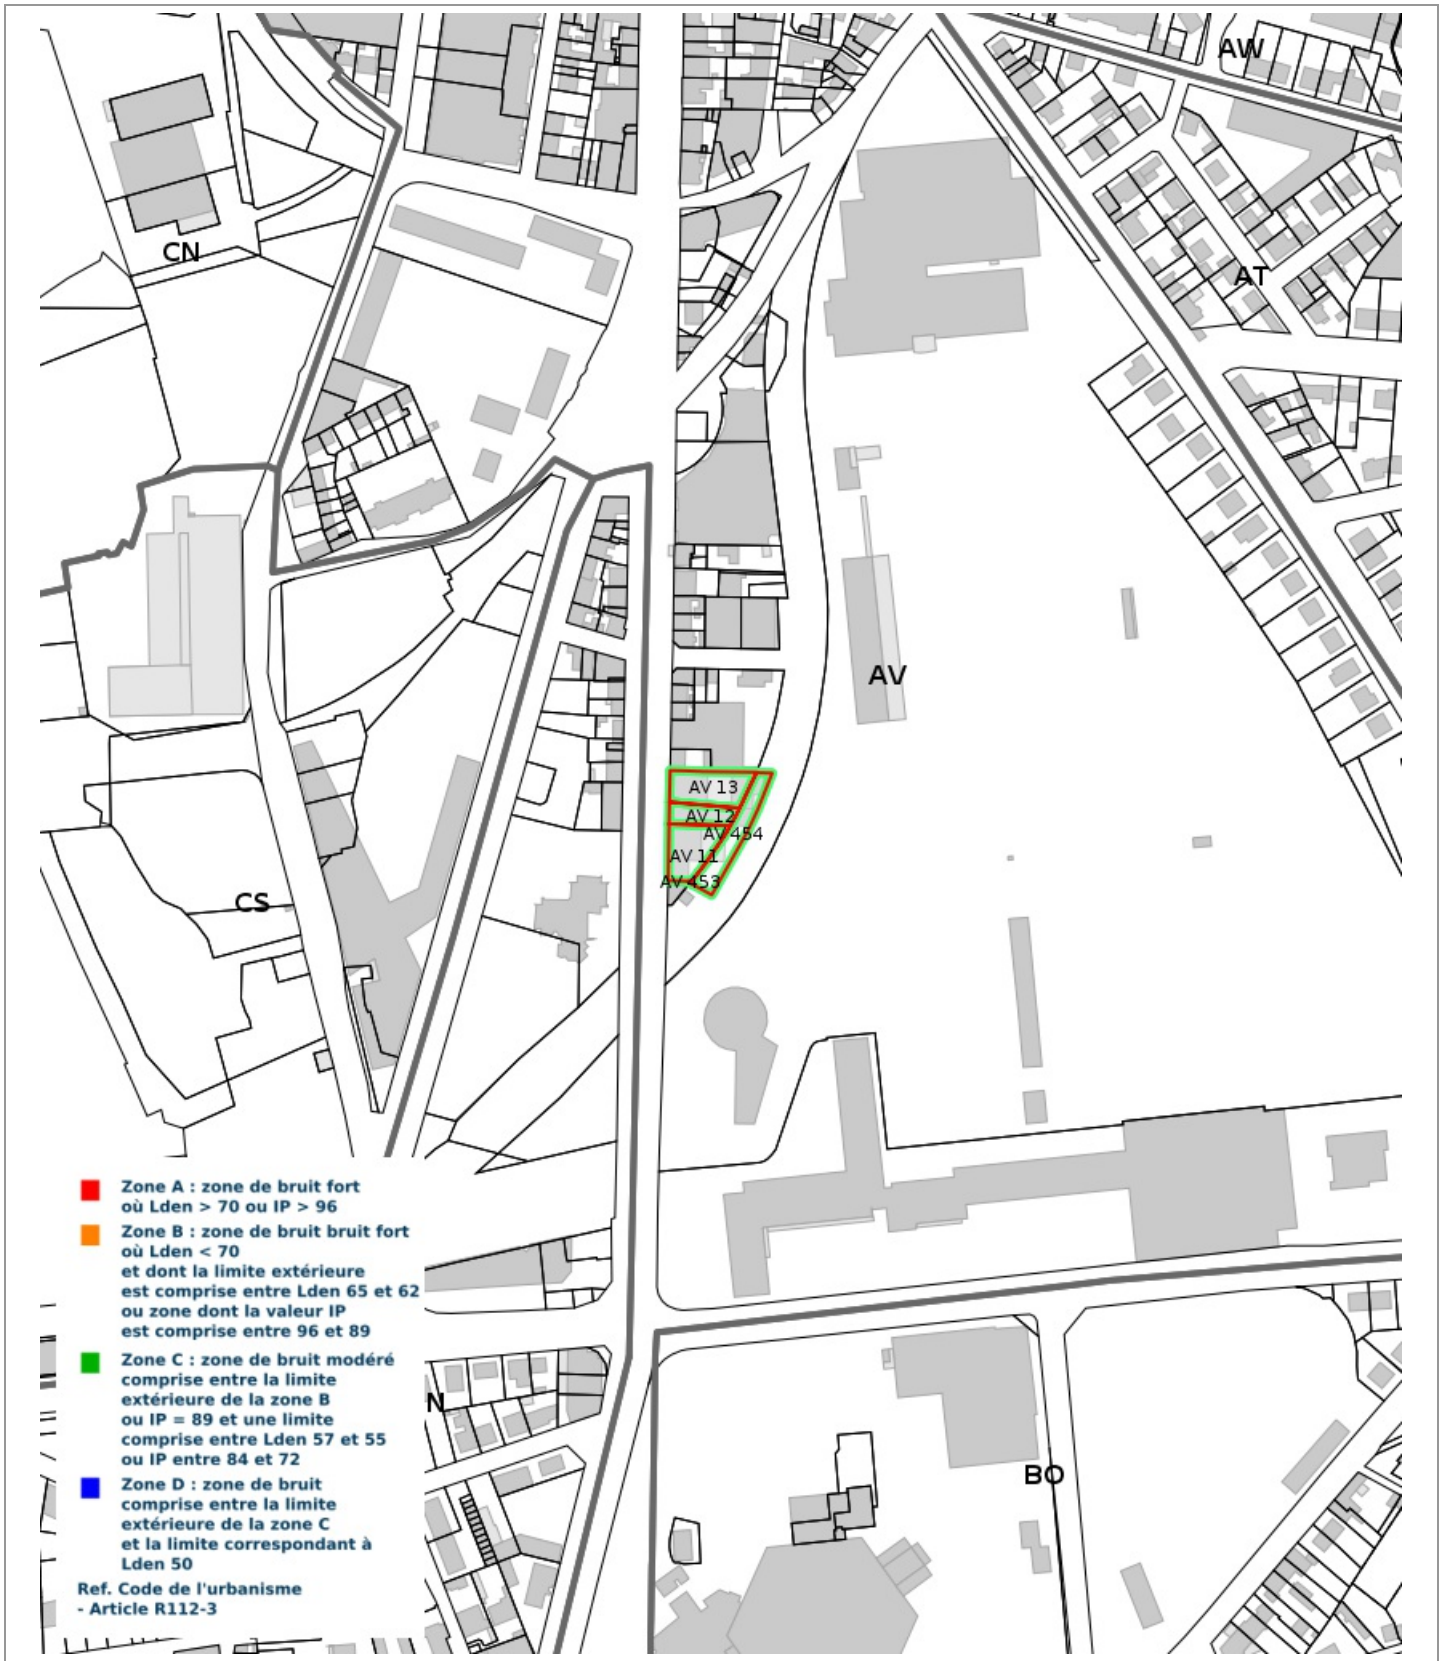 AW
CN
AT
AV
AV 13
AV 12
AV 454
AV 11
AV 453
CS
Zone A : zone de bruit fort
où Lden > 70 ou IP > 96
Zone B : zone de bruit bruit fort
où Lden < 70
et dont la limite extérieure
est comprise entre Lden 65 et 62
ou zone dont la valeur IP
est comprise entre 96 et 89
Zone C : zone de bruit modéré
comprise entre la limite
extérieure de la zone B
ou IP = 89 et une limite
comprise entre Lden 57 et 55
ou IP entre 84 et 72
N
BO
Zone D : zone de bruit
comprise entre la limite
extérieure de la zone C
et la limite correspondant à
Lden 50
Ref. Code de l'urbanisme
- Article R112-3